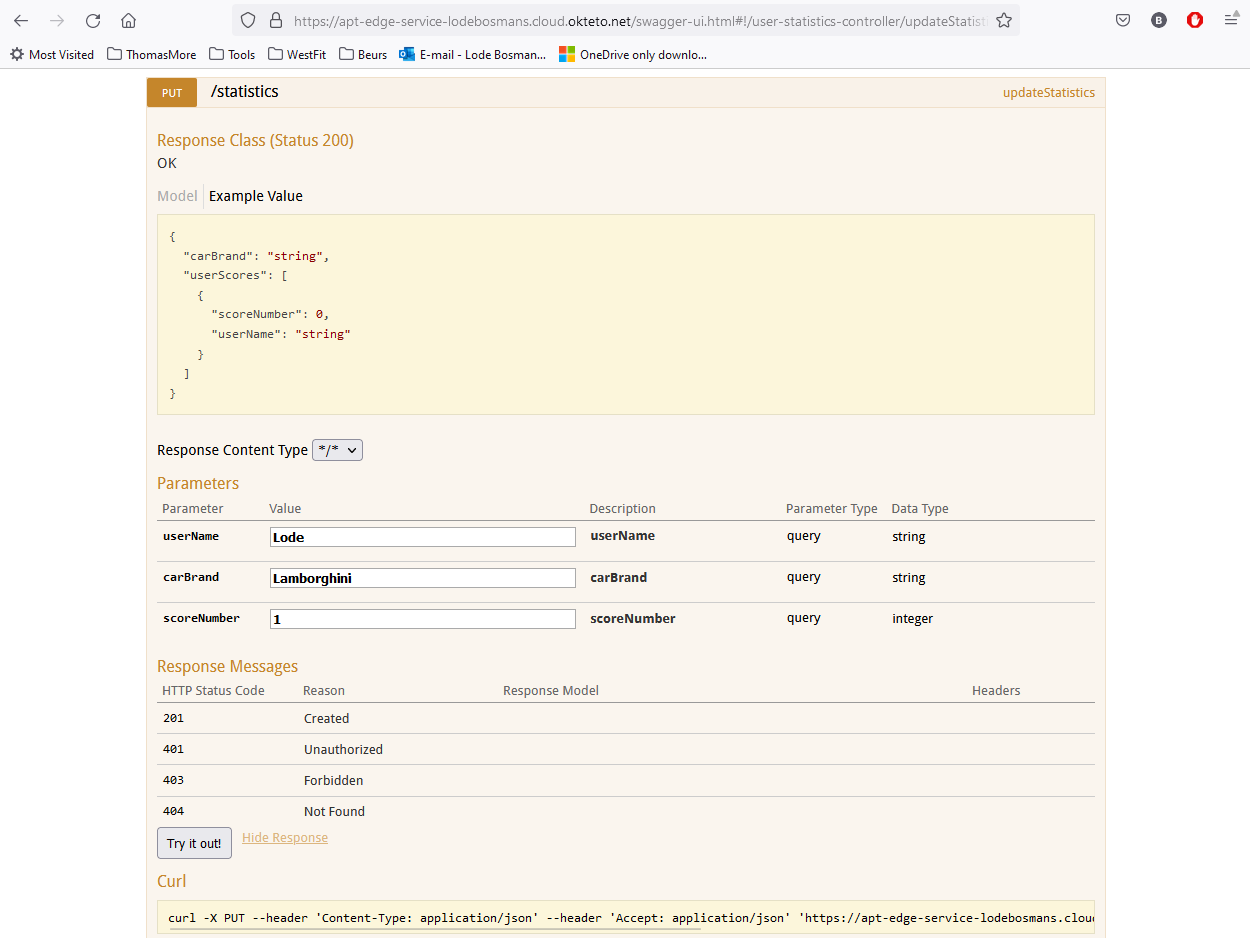 https://apt-edge-service-lodebosmans.cloud.okteto.net/swagger-ui.html#!/user-statistics-controller/updateStatisti
B
Most Visited ThomasMore Tools WestFit Beurs E-mail - Lode Bosman... OneDrive only downlo...
PUT /statistics updateStatistics
Response Class (Status 200)
OK
Model Example Value
{
"carBrand": "string",
"userScores": [
{
"scoreNumber": 0,
"userName": "string"
}
]
}
Response Content Type */*
Parameters
Parameter Value Description Parameter Type Data Type
userName Lode userName query string
carBrand Lamborghini carBrand query string
scoreNumber 1 scoreNumber query integer
Response Messages
HTTP Status Code Reason Response Model Headers
201 Created
401 Unauthorized
403 Forbidden
404 Not Found
Try it out! Hide Response
Curl
curl -X PUT --header 'Content-Type: application/json' --header 'Accept: application/json' 'https://apt-edge-service-lodebosmans.clou